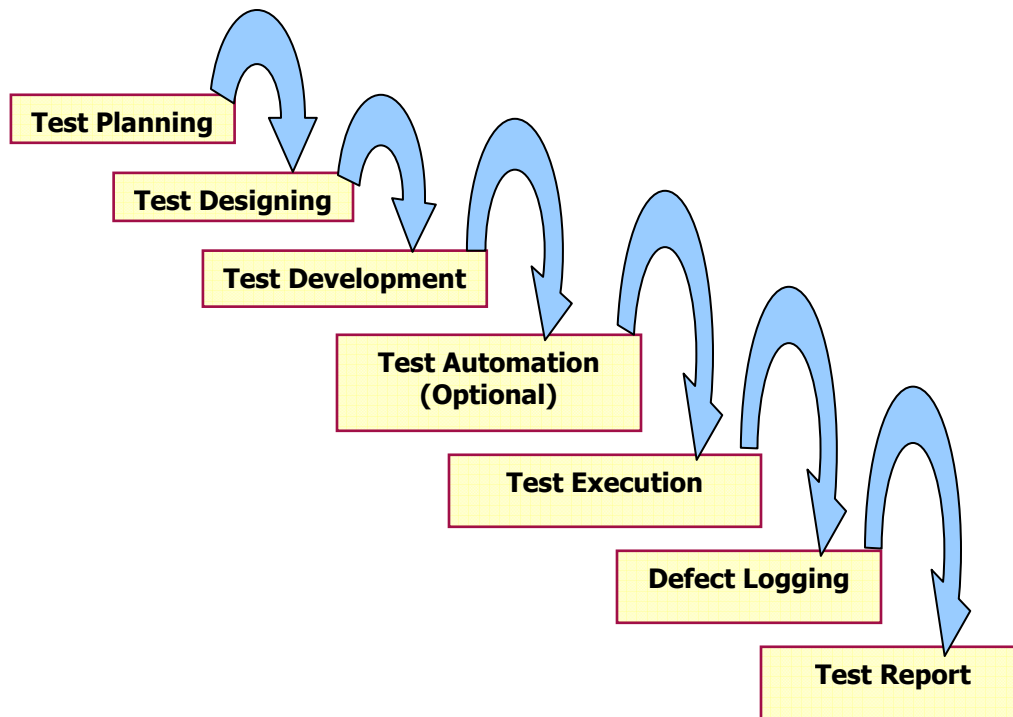 Test Planning
Test Designing
Test Development
Test Automation
(Optional)
Test Execution
Defect Logging
Test Report